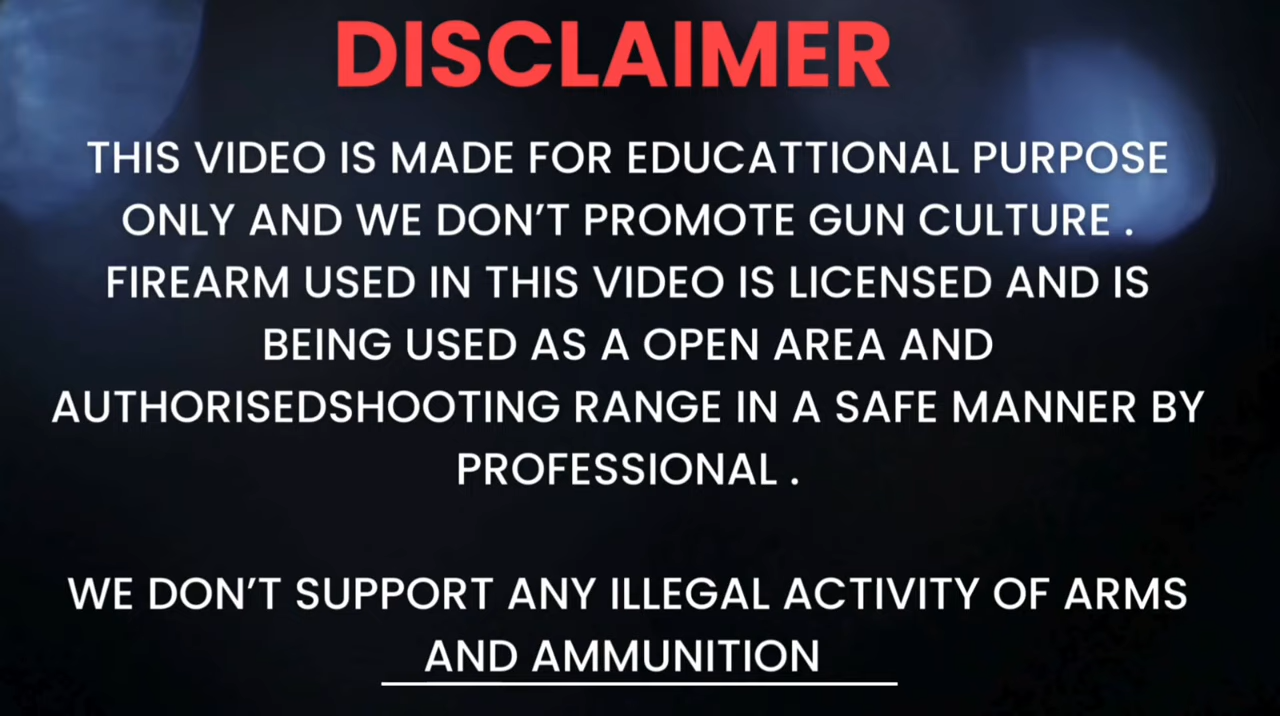 DISCLAIMER
THIS VIDEO IS MADE FOR EDUCATTIONAL PURPOSE
ONLY AND WE DON’T PROMOTE GUN CULTURE .
FIREARM USED IN THIS VIDEO IS LICENSED AND IS
BEING USED AS A OPEN AREA AND
AUTHORISEDSHOOTING RANGE IN A SAFE MANNER BY
PROFESSIONAL .
WE DON’T SUPPORT ANY ILLEGAL ACTIVITY OF ARMS
AND AMMUNITION